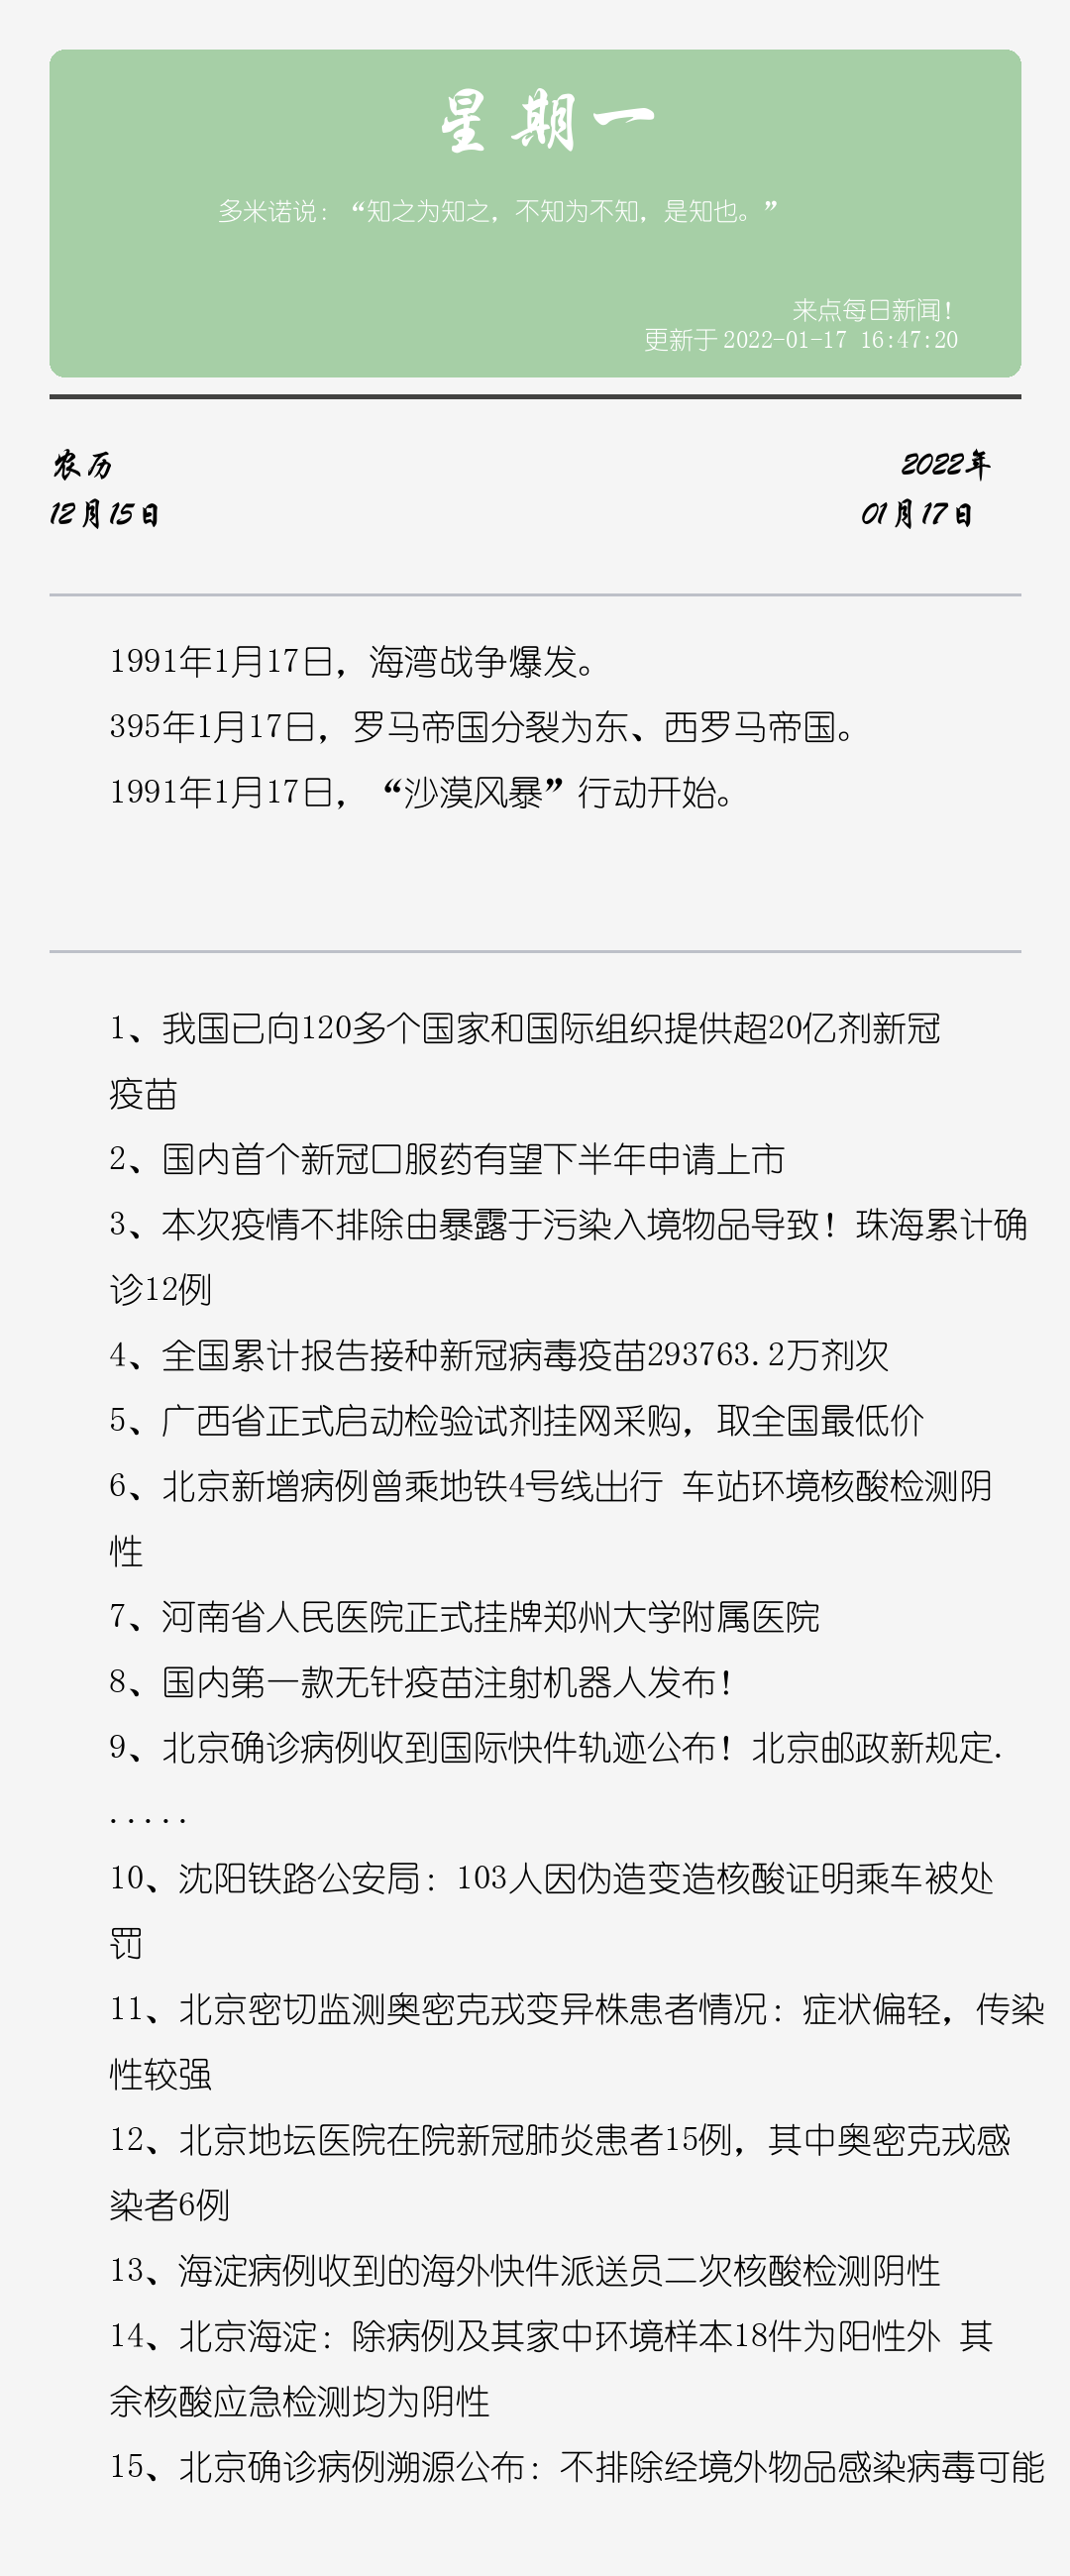 星期一
多米诺说：“知之为知之，不知为不知，是知也。”
来点每日新闻！
更新于 2022-01-17 16:47:20
农历
2022年
12月15日
01月17日
1991年1月17日，海湾战争爆发。
395年1月17日，罗马帝国分裂为东、西罗马帝国。
1991年1月17日，“沙漠风暴”行动开始。
1、我国已向120多个国家和国际组织提供超20亿剂新冠
疫苗
2、国内首个新冠口服药有望下半年申请上市
3、本次疫情不排除由暴露于污染入境物品导致！珠海累计确
诊12例
4、全国累计报告接种新冠病毒疫苗293763.2万剂次
5、广西省正式启动检验试剂挂网采购，取全国最低价
6、北京新增病例曾乘地铁4号线出行 车站环境核酸检测阴
性
7、河南省人民医院正式挂牌郑州大学附属医院
8、国内第一款无针疫苗注射机器人发布！
9、北京确诊病例收到国际快件轨迹公布！北京邮政新规定.
.....
10、沈阳铁路公安局：103人因伪造变造核酸证明乘车被处
罚
11、北京密切监测奥密克戎变异株患者情况：症状偏轻，传染
性较强
12、北京地坛医院在院新冠肺炎患者15例，其中奥密克戎感
染者6例
13、海淀病例收到的海外快件派送员二次核酸检测阴性
14、北京海淀：除病例及其家中环境样本18件为阳性外 其
余核酸应急检测均为阴性
15、北京确诊病例溯源公布：不排除经境外物品感染病毒可能